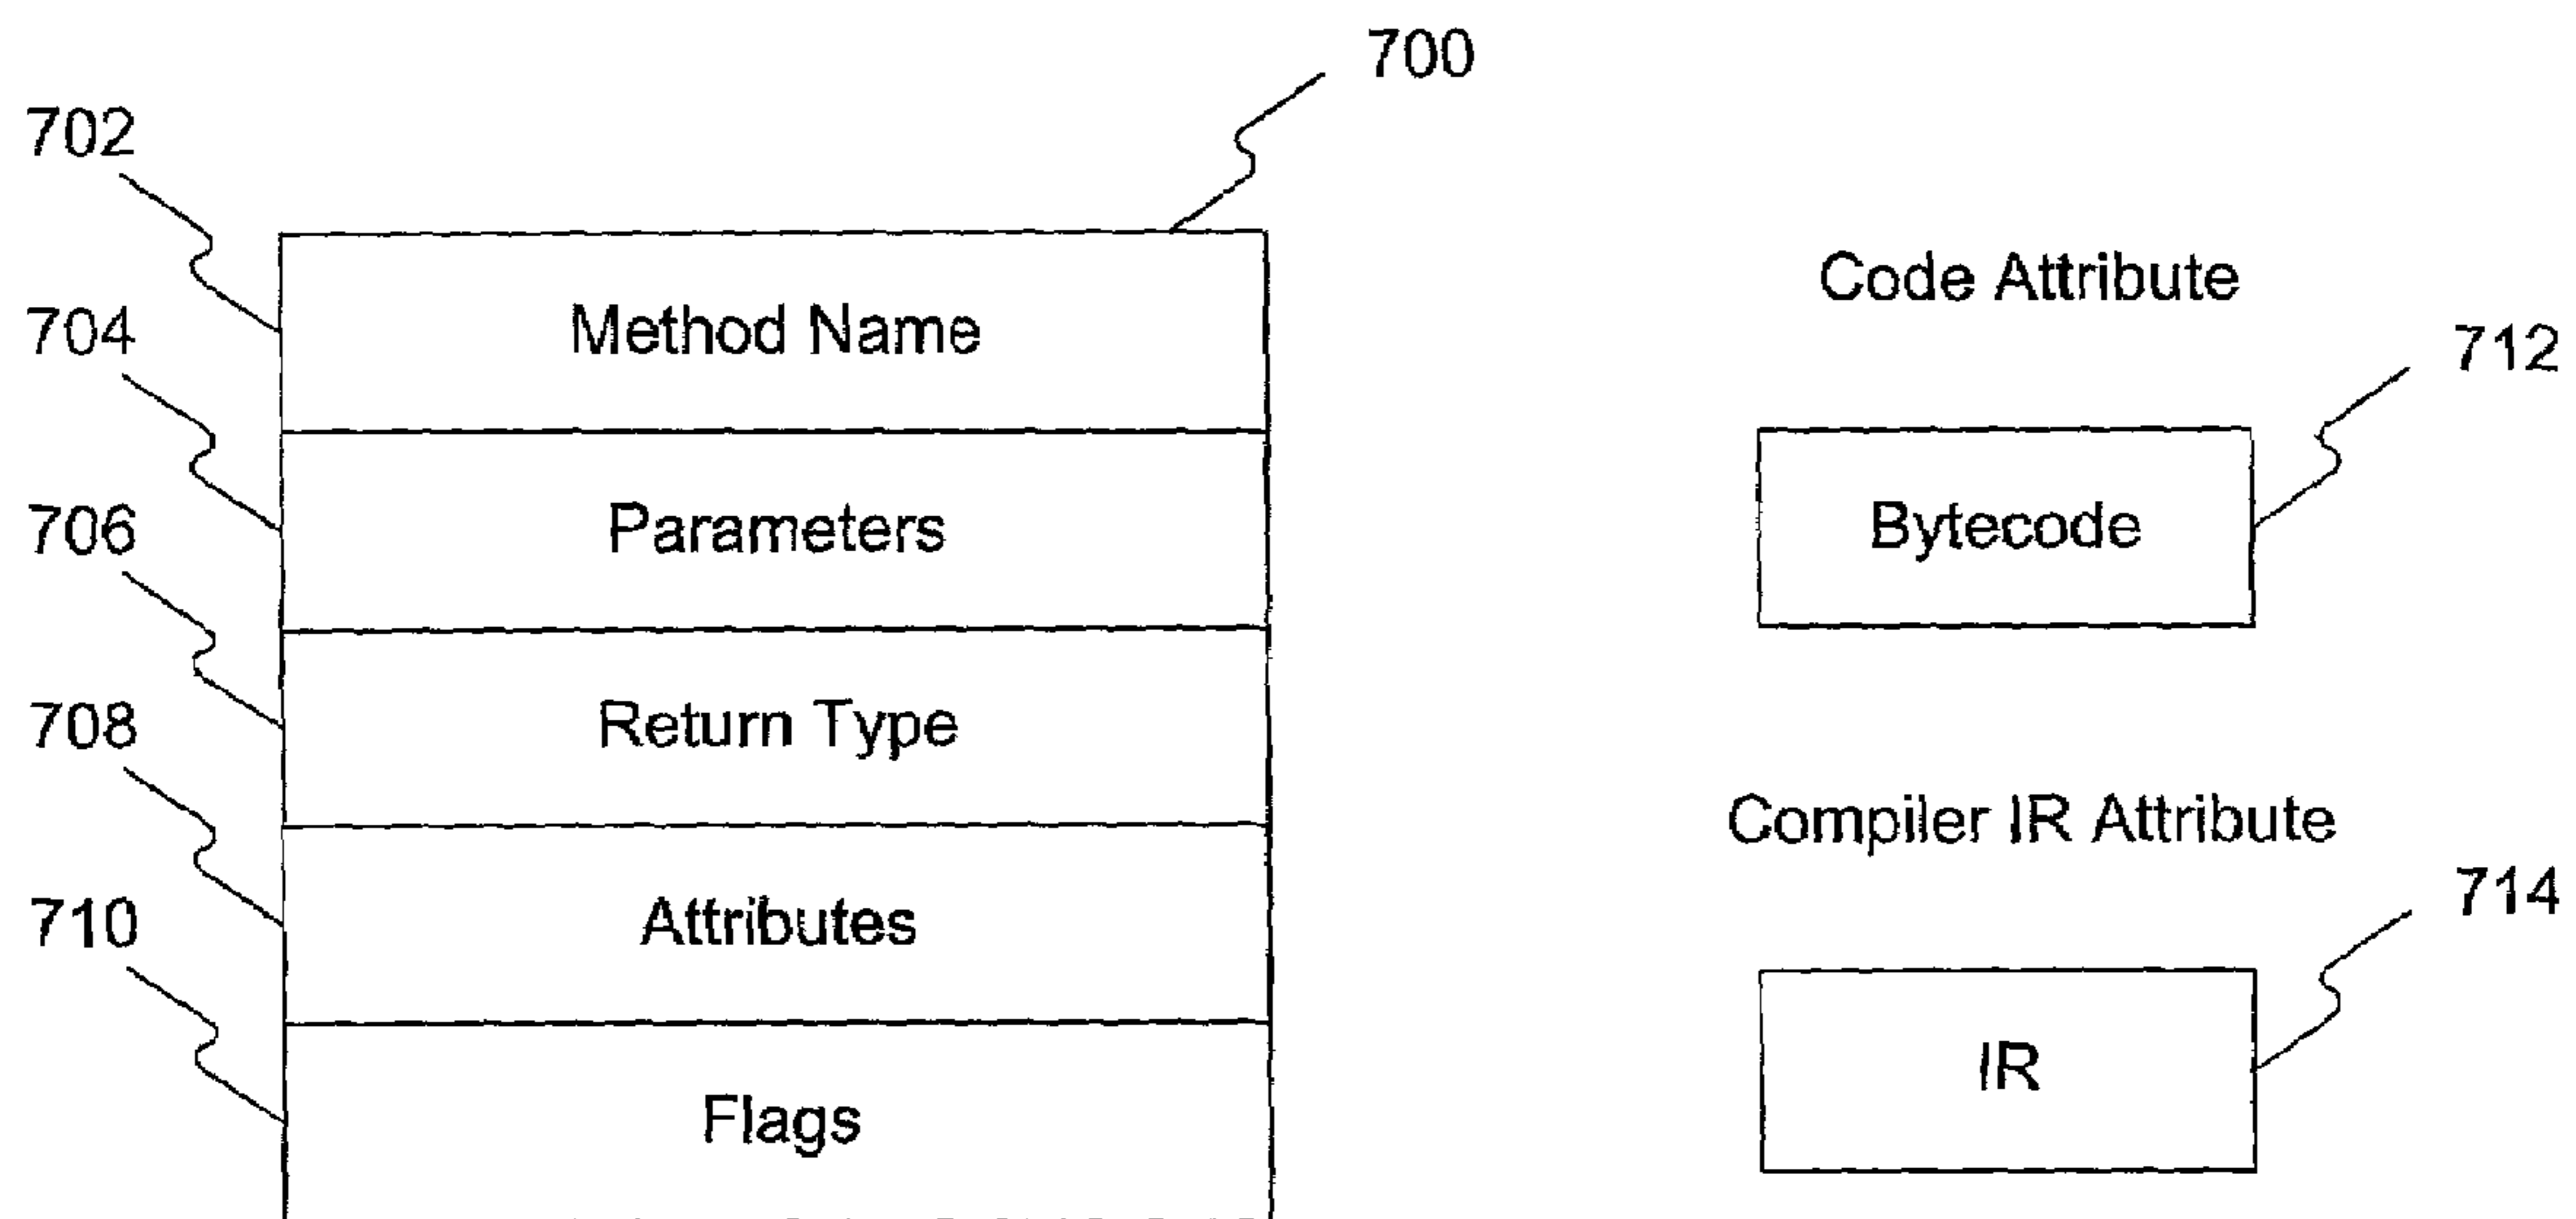 700
702
Method Name
704
Parameters
706
Return Type
708
Attributes
710
Flags
Code Attribute
712
Bytecode
Compiler IR Attribute
714
IR